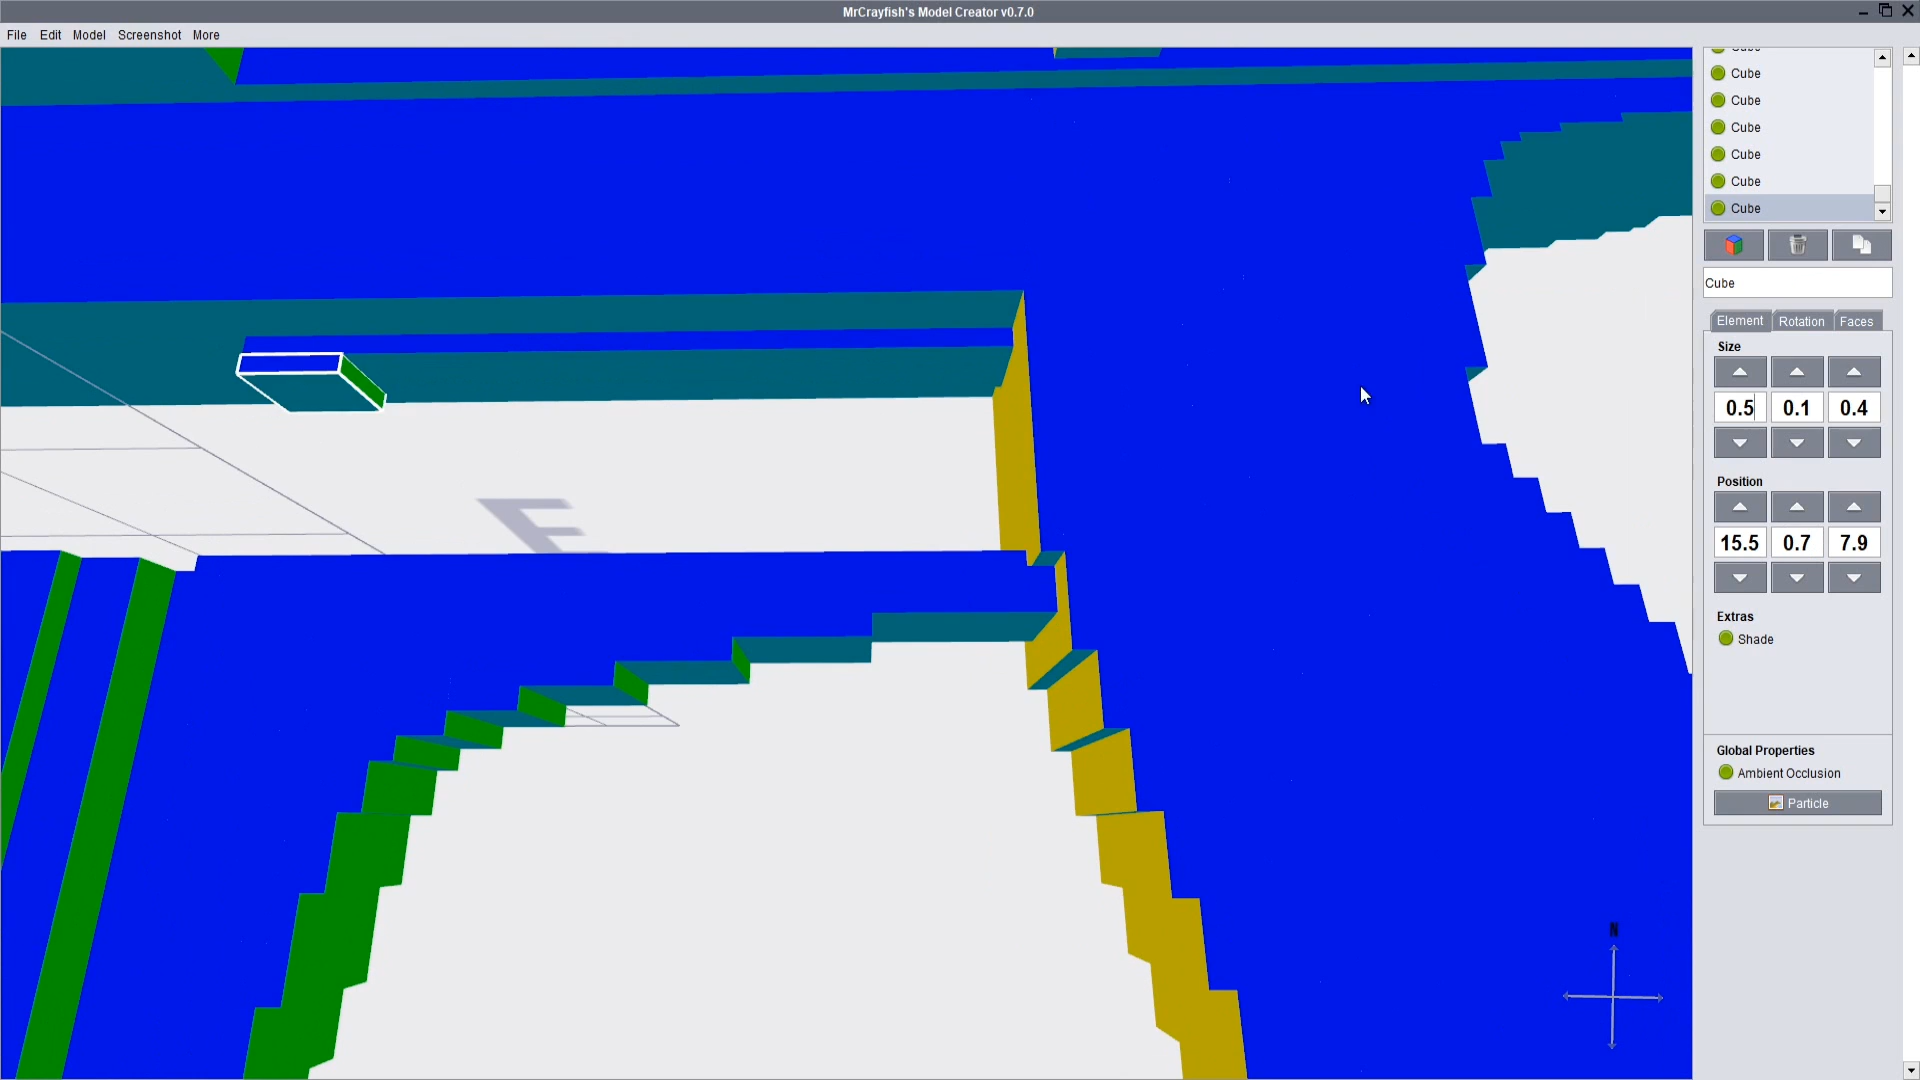 MrCrayfish's Model Creator v0.7.0
File Edit Model Screenshot More
Cube
Cube
Cube
Cube
Cube
Cube
Cube
Cube
Element Rotation Faces
Size
0.5 0.1 0.4
Position
15.5 0.7 7.9
Extras
Shade
Global Properties
Ambient Occlusion
Particle
E
N